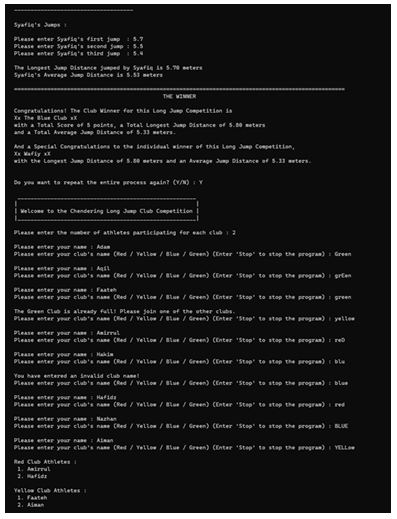 ------------------------------------
Syafiq's Jumps :
Please enter Syafiq's first jump : 5.7
Please enter Syafiq's second jump : 5.5
Please enter Syafiq's third jump : 5.4
The Longest Jump Distance jumped by Syafiq is 5.70 meters
Syafiq's Average Jump Distance is 5.53 meters
====================================================================================================
THE WINNER
Congratulations! The Club Winner for this Long Jump Competition is
Xx The Blue Club xX
with a Total Score of 5 points, a Total Longest Jump Distance of 5.80 meters
and a Total Average Jump Distance of 5.33 meters.
And a Special Congratulations to the individual winner of this Long Jump Competition,
Xx Wafiy xX
with the Longest Jump Distance of 5.80 meters and an Average Jump Distance of 5.33 meters.
Do you want to repeat the entire process again? (Y/N) : Y
| Welcome to the Chendering Long Jump Club Competition |
Please enter the number of athletes participating for each club : 2
Please enter your name : Adam
Please enter your club's name (Red / Yellow / Blue / Green) (Enter 'Stop' to stop the program) : Green
Please enter your name : Aqil
Please enter your club's name (Red / Yellow / Blue / Green) (Enter 'Stop' to stop the program) : grEen
Please enter your name : Faateh
Please enter your club's name (Red / Yellow / Blue / Green) (Enter 'Stop' to stop the program) : green
The Green Club is already full! Please join one of the other clubs.
Please enter your club's name (Red / Yellow / Blue / Green) (Enter 'Stop' to stop the program) : yellow
Please enter your name : Amirrul
Please enter your club's name (Red / Yellow / Blue / Green) (Enter 'Stop' to stop the program) : reD
Please enter your name : Hakim
Please enter your club's name (Red / Yellow / Blue / Green) (Enter 'Stop' to stop the program) : blu
You have entered an invalid club name!
Please enter your club's name (Red / Yellow / Blue / Green) (Enter 'Stop' to stop the program) : blue
Please enter your name : Hafidz
Please enter your club's name (Red / Yellow / Blue / Green) (Enter 'Stop' to stop the program) : red
Please enter your name : Nazhan
Please enter your club's name (Red / Yellow / Blue / Green) (Enter 'Stop' to stop the program) : BLUE
Please enter your name : Aiman
Please enter your club's name (Red / Yellow / Blue / Green) (Enter 'Stop' to stop the program) : YELLow
Red Club Athletes :
1. Amirrul
2. Hafidz
Yellow Club Athletes :
1. Faateh
2. Aiman